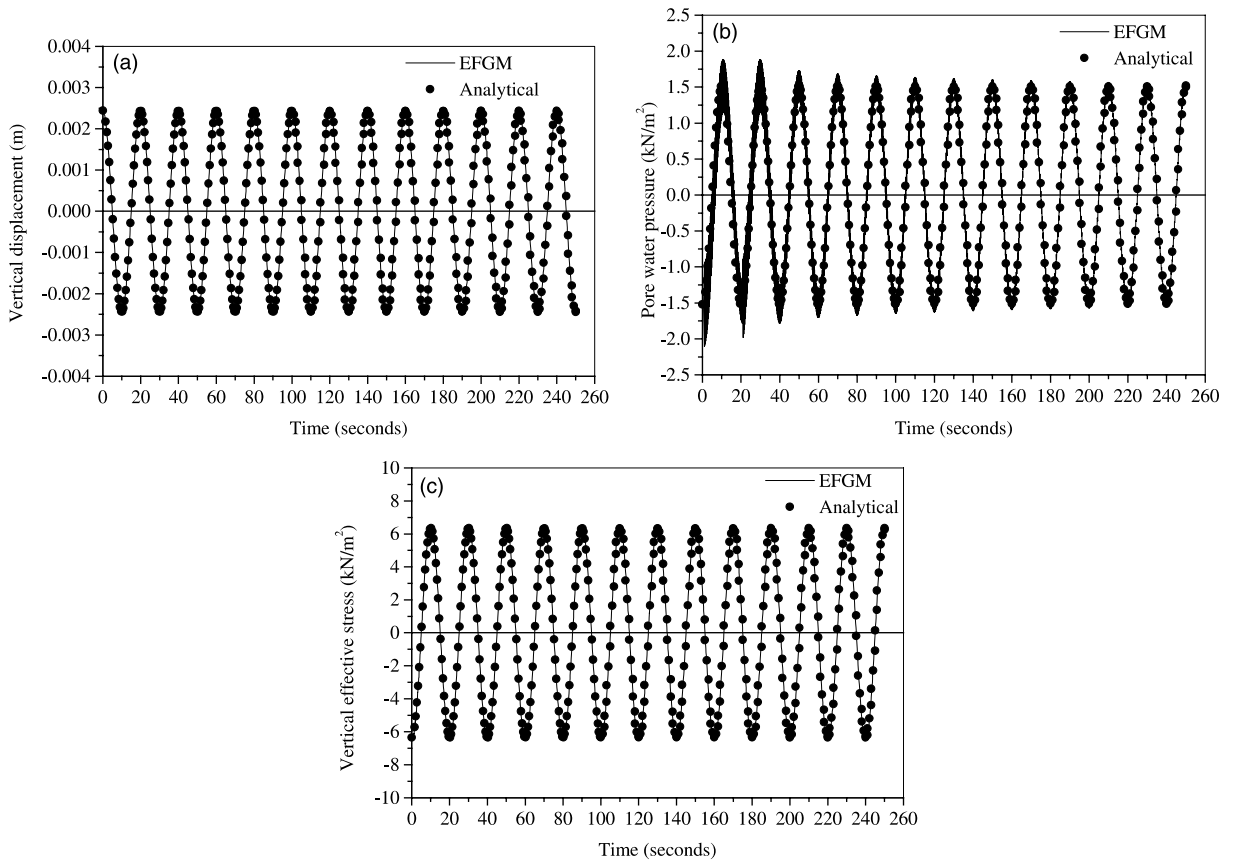 (a)
EFGM
Analytical
0.004
0.003
0.002
0.001
0.000
-0.001
-0.002
-0.003
-0.004
Vertical displacement (m)
0 20 40 60 80 100 120 140 160 180 200 220 240 260
Time (seconds)
(b)
EFGM
Analytical
2.5
2.0
1.5
1.0
0.5
0.0
-0.5
-1.0
-1.5
-2.0
-2.5
Pore water pressure (kN/m²)
0 20 40 60 80 100 120 140 160 180 200 220 240 260
Time (seconds)
(c)
EFGM
Analytical
10
8
6
4
2
0
-2
-4
-6
-8
-10
Vertical effective stress (kN/m²)
0 20 40 60 80 100 120 140 160 180 200 220 240 260
Time (seconds)